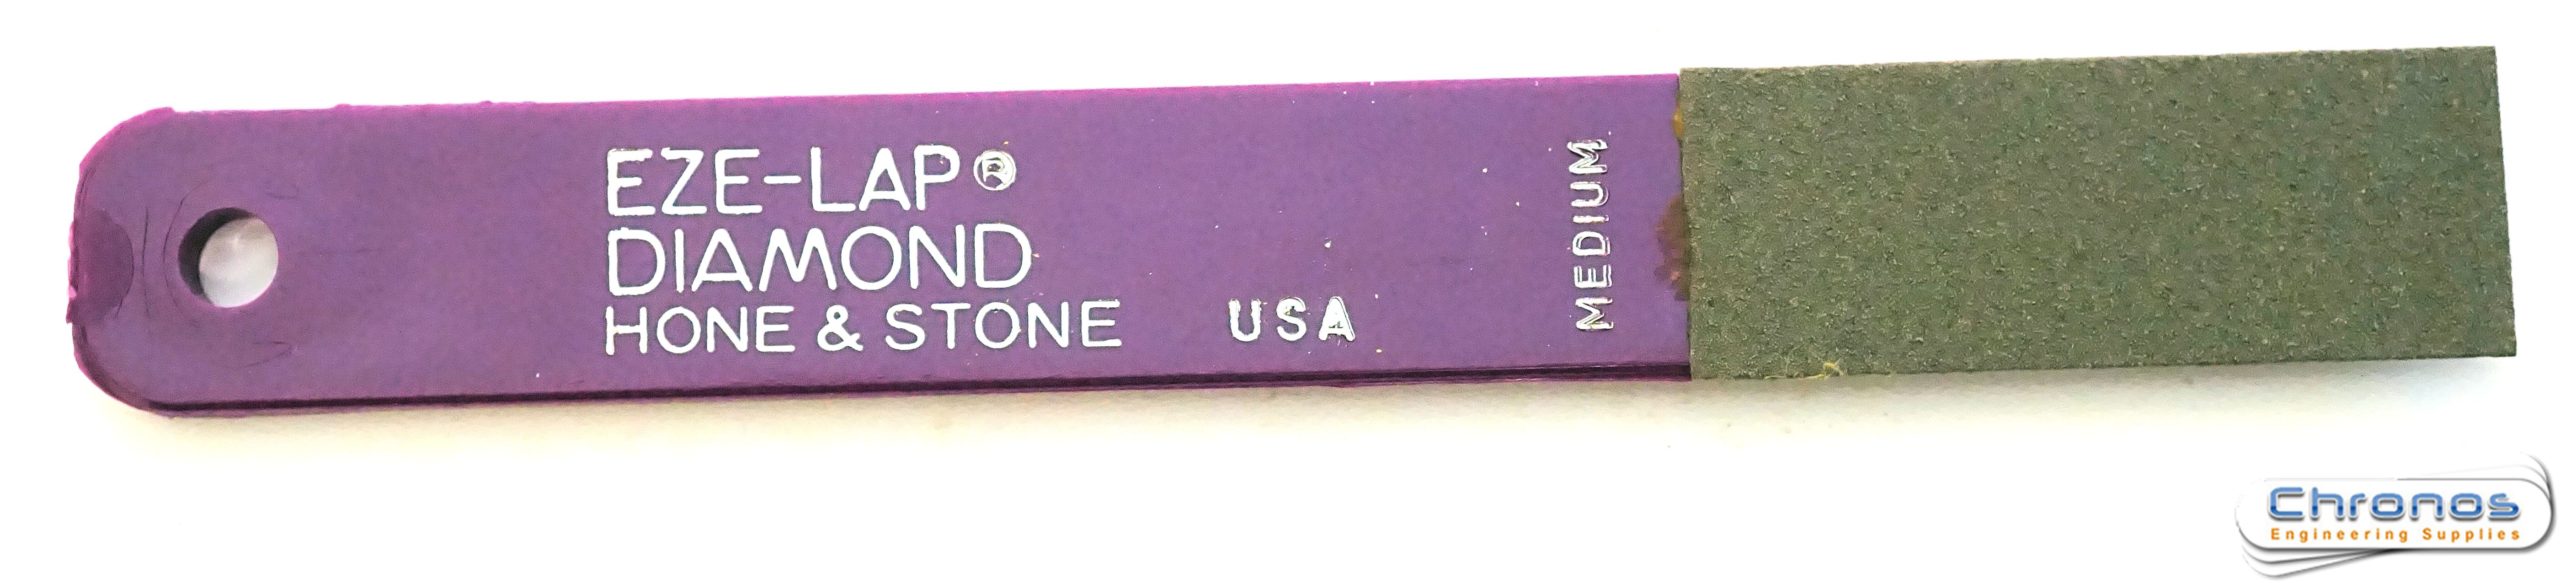 EZE-LAP®
DIAMOND
HONE & STONE
USA
MEDIUM
Chronos
Engineering Supplies